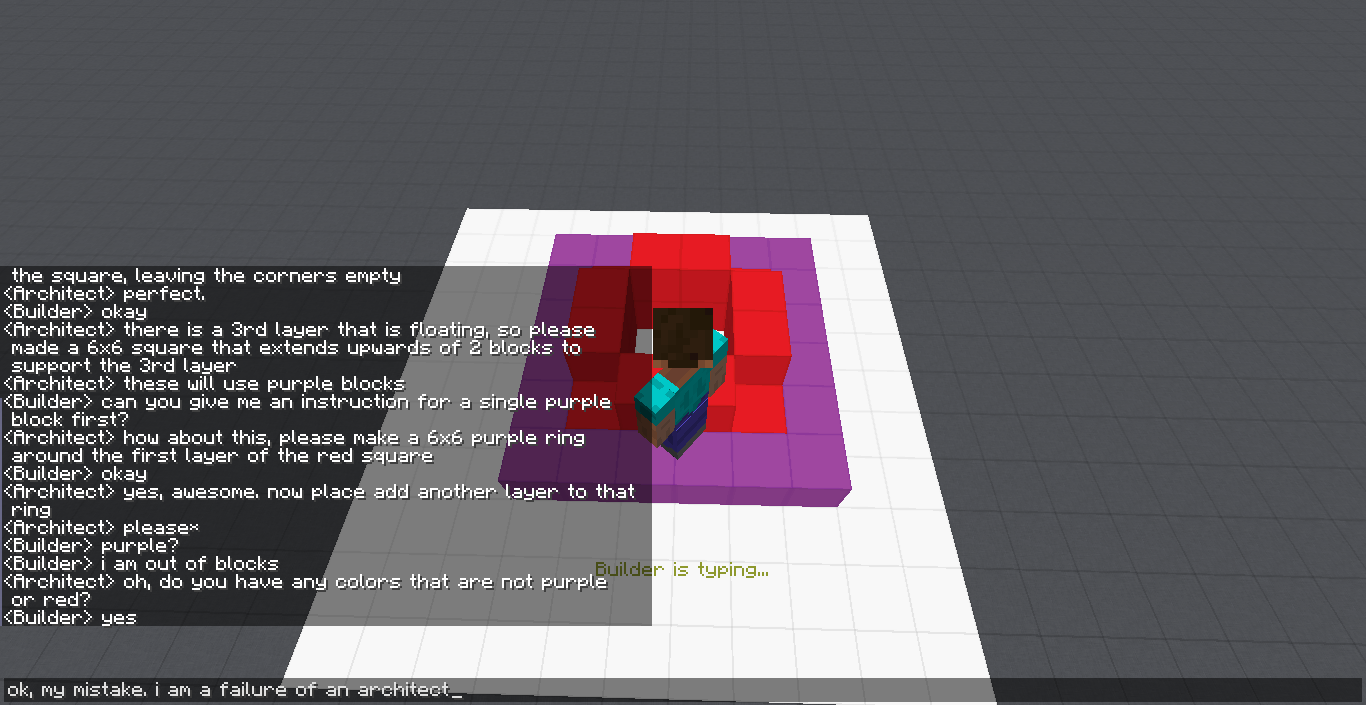 the square, leaving the corners empty
<Architect> perfect.
<Builder> okay
<Architect> there is a 3rd layer that is floating, so please
made a 6x6 square that extends upwards of 2 blocks to
support the 3rd layer
<Architect> these will use purple blocks
<Builder> can you give me an instruction for a single purple
block first?
<Architect> how about this, please make a 6x6 purple ring
around the first layer of the red square
<Builder> okay
<Architect> yes, awesome. now place add another layer to that
ring
<Architect> please*
<Builder> purple?
<Builder> i am out of blocks
<Architect> oh, do you have any colors that are not purple
or red?
<Builder> yes
Builder is typing...
ok, my mistake. i am a failure of an architect_